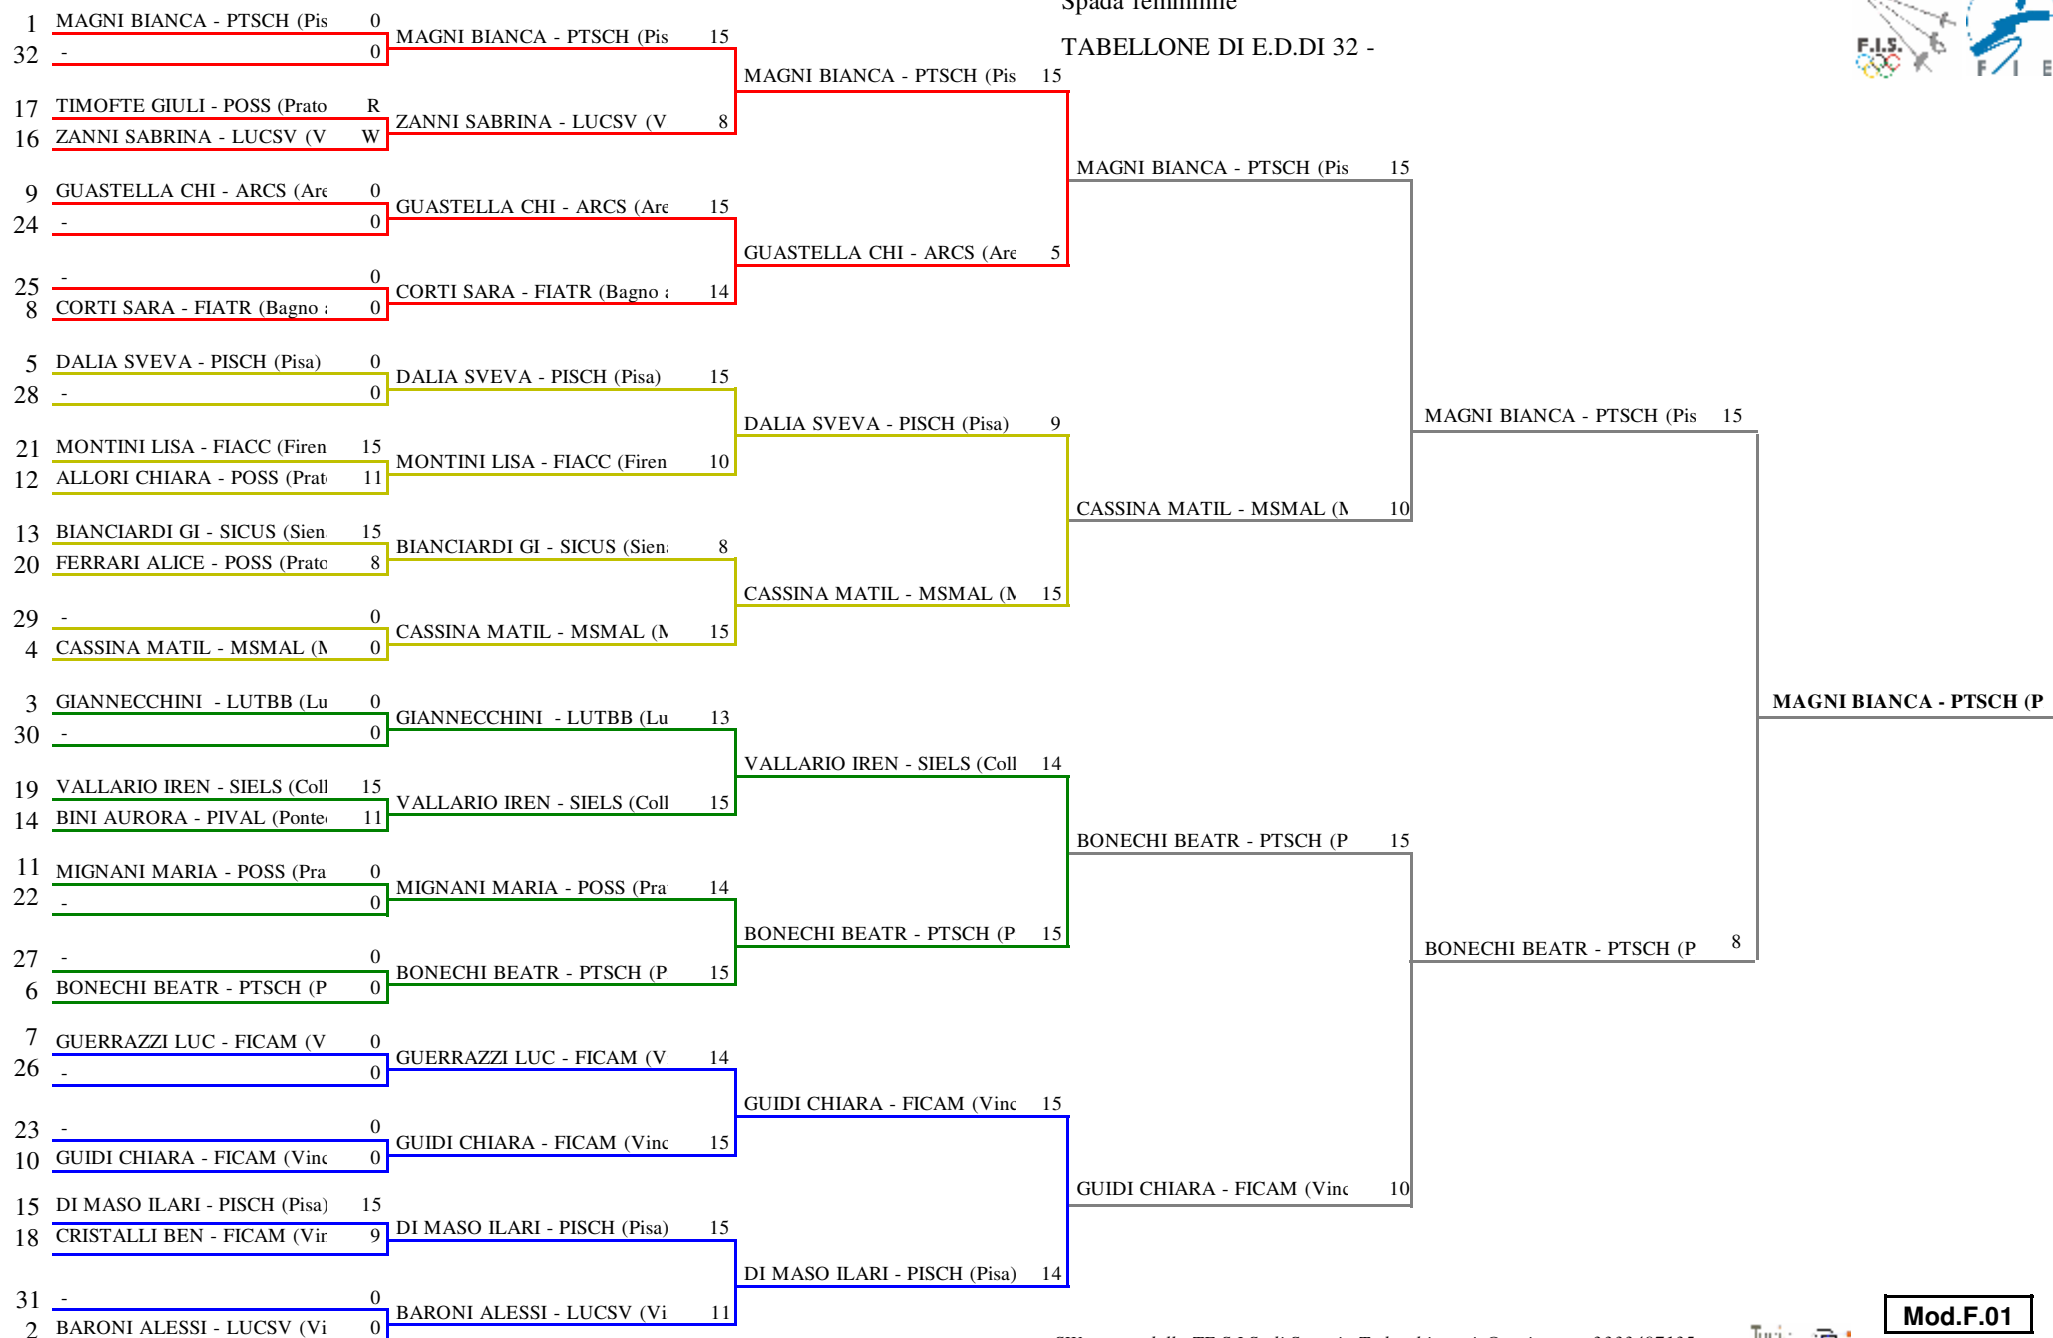 Spada femminile
TABELLONE DI E.D.DI 32 -
F.I.S.
F I E
1 MAGNI BIANCA - PTSCH (Pis 0
32 - 0
17 TIMOFTE GIULI - POSS (Prato R
16 ZANNI SABRINA - LUCSV (V W
9 GUASTELLA CHI - ARCS (Are 0
24 - 0
25 - 0
8 CORTI SARA - FIATR (Bagno a 0
5 DALIA SVEVA - PISCH (Pisa) 0
28 - 0
21 MONTINI LISA - FIACC (Firen 15
12 ALLORI CHIARA - POSS (Prat 11
13 BIANCIARDI GI - SICUS (Sien 15
20 FERRARI ALICE - POSS (Prato 8
29 - 0
4 CASSINA MATIL - MSMAL (M 0
3 GIANNECCHINI - LUTBB (Lu 0
30 - 0
19 VALLARIO IREN - SIELS (Coll 15
14 BINI AURORA - PIVAL (Ponte 11
11 MIGNANI MARIA - POSS (Pra 0
22 - 0
27 - 0
6 BONECHI BEATR - PTSCH (P 0
7 GUERRAZZI LUC - FICAM (V 0
26 - 0
23 - 0
10 GUIDI CHIARA - FICAM (Vinc 0
15 DI MASO ILARI - PISCH (Pisa) 15
18 CRISTALLI BEN - FICAM (Vin 9
31 - 0
2 BARONI ALESSI - LUCSV (Vi 0
MAGNI BIANCA - PTSCH (Pis 15
ZANNI SABRINA - LUCSV (V 8
GUASTELLA CHI - ARCS (Are 15
CORTI SARA - FIATR (Bagno a 14
DALIA SVEVA - PISCH (Pisa) 15
MONTINI LISA - FIACC (Firen 10
BIANCIARDI GI - SICUS (Sien 8
CASSINA MATIL - MSMAL (M 15
GIANNECCHINI - LUTBB (Lu 13
VALLARIO IREN - SIELS (Coll 15
MIGNANI MARIA - POSS (Pra 14
BONECHI BEATR - PTSCH (P 15
GUERRAZZI LUC - FICAM (V 14
GUIDI CHIARA - FICAM (Vinc 15
DI MASO ILARI - PISCH (Pisa) 15
BARONI ALESSI - LUCSV (Vi 11
MAGNI BIANCA - PTSCH (Pis 15
GUASTELLA CHI - ARCS (Are 5
DALIA SVEVA - PISCH (Pisa) 9
CASSINA MATIL - MSMAL (M 15
VALLARIO IREN - SIELS (Coll 14
BONECHI BEATR - PTSCH (P 15
GUIDI CHIARA - FICAM (Vinc 15
DI MASO ILARI - PISCH (Pisa) 14
MAGNI BIANCA - PTSCH (Pis 15
CASSINA MATIL - MSMAL (M 10
BONECHI BEATR - PTSCH (P 15
GUIDI CHIARA - FICAM (Vinc 10
MAGNI BIANCA - PTSCH (Pis 15
BONECHI BEATR - PTSCH (P 8
MAGNI BIANCA - PTSCH (P
Mod.F.01